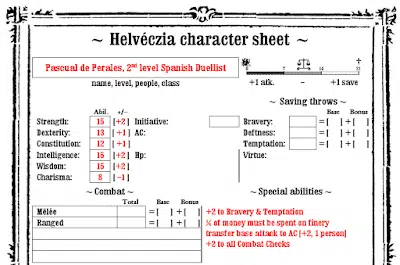 ~ Helvéczia character sheet ~
Pascual de Perales, 2nd level Spanish Duellist
name, level, people, class
7 14 21
+1 atk. – +1 save
~ Saving throws ~
Abil. +/–
Base Bonus
Strength: 15 [+2] Initiative:
Bravery: = [ ] + [ ]
Dexterity: 13 [+1] AC:
Deftness: = [ ] + [ ]
Constitution: 12 [+1]
Temptation: = [ ] + [ ]
Intelligence: 15 [+2] Hp:
Virtue:
Wisdom: 15 [+2]
Charisma: 8 [–1]
~ Combat ~
~ Special abilities ~
Total Base Bonus
Mêlée = [ ] + [ ]
+2 to Bravery & Temptation
Ranged = [ ] + [ ]
of money must be spent on finery
transfer base attack to AC [+2, 1 person]
+2 to all Combat Checks